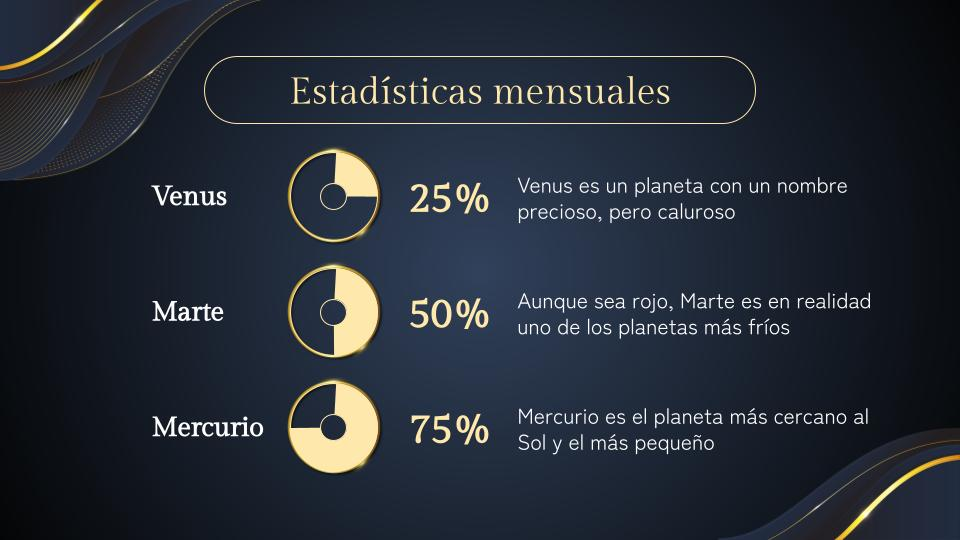 Estadísticas mensuales
Venus
25%
Venus es un planeta con un nombre
precioso, pero caluroso
Marte
50%
Aunque sea rojo, Marte es en realidad
uno de los planetas más fríos
Mercurio
75%
Mercurio es el planeta más cercano al
Sol y el más pequeño